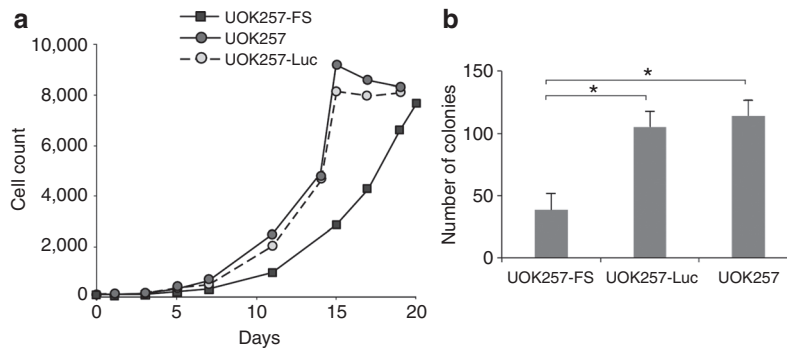 a
UOK257-FS
UOK257
UOK257-Luc
10,000
8,000
6,000
4,000
2,000
0
Cell count
0 5 10 15 20
Days
b
* *
Number of colonies
150
100
50
0
UOK257-FS UOK257-Luc UOK257